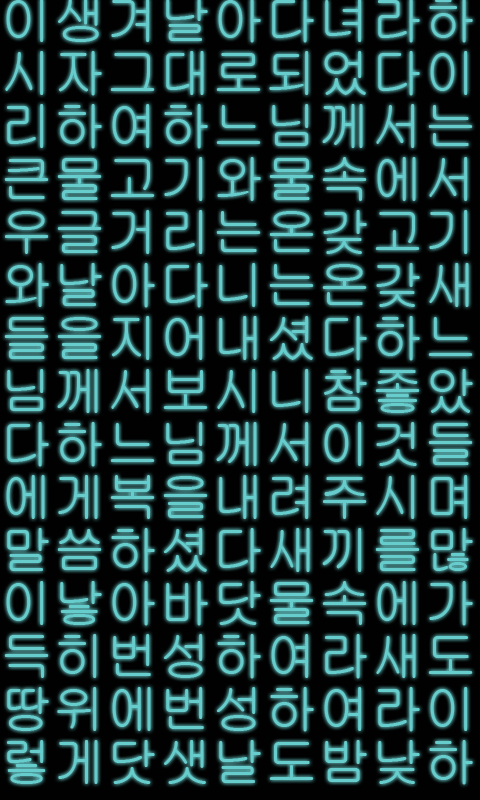 이생겨날아다녀라하
시자그대로되었다이
리하여하느님께서는
큰물고기와물속에서
우글거리는온갖고기
와날아다니는온갖새
들을지어내셨다하느
님께서보시니참좋았
다하느님께서이것들
에게복을내려주시며
말씀하셨다새끼를많
이낳아바닷물속에가
득히번성하여라새도
땅위에번성하여라이
렇게닷샛날도밤낮하